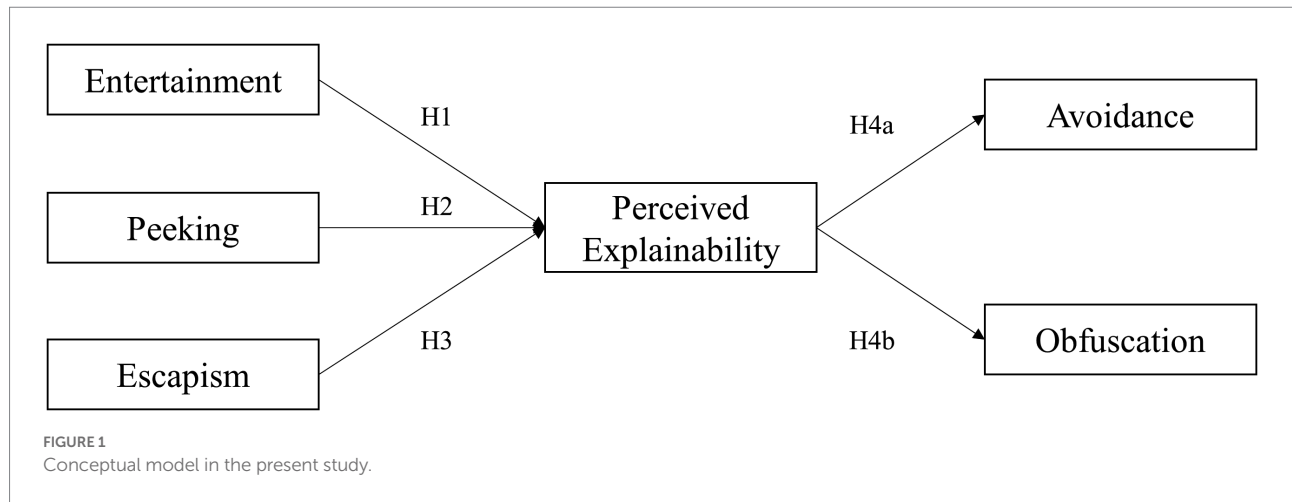 Entertainment
H1
H2
Peeking
H3
Escapism
Perceived
Explainability
H4a
Avoidance
H4b
Obfuscation
FIGURE 1
Conceptual model in the present study.